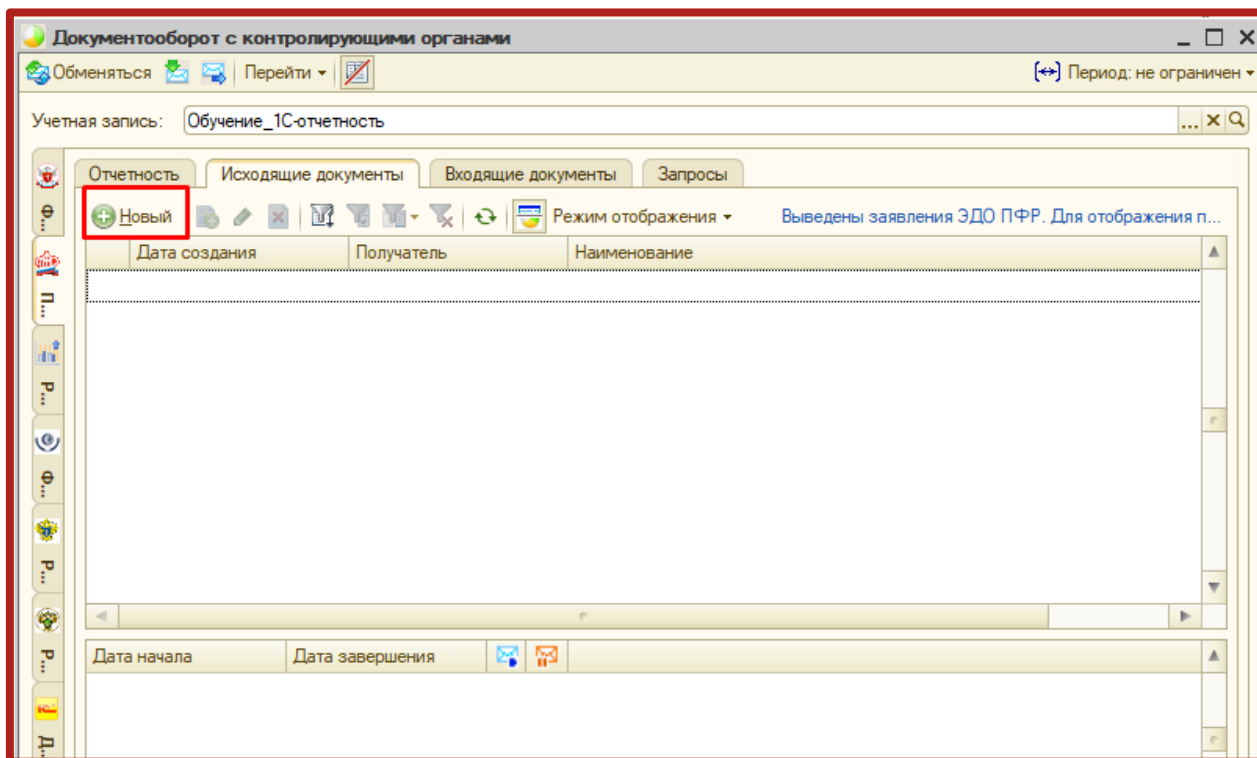 Документооборот с контролирующими органами
Обменяться Перейти Период: не ограничен
Учетная запись: Обучение_1С-отчетность
Отчетность Исходящие документы Входящие документы Запросы
Новый Режим отображения Выведены заявления ЭДО ПФР. Для отображения п...
Дата создания Получатель Наименование
Ф...
П...
Р...
Ф...
Р...
Р...
Дата начала Дата завершения
1С
Д...